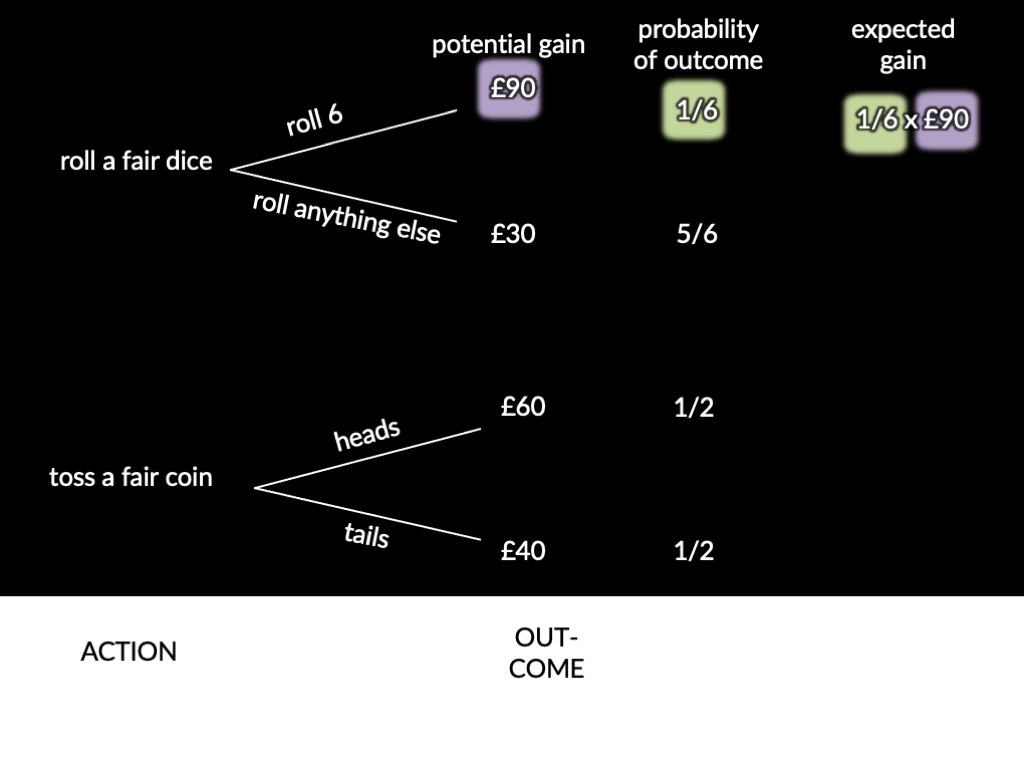 potential gain
probability
of outcome
expected
gain
£90
1/6
1/6 x £90
roll 6
roll a fair dice
roll anything else
£30
5/6
£60
1/2
heads
toss a fair coin
tails
£40
1/2
ACTION
OUT-
COME